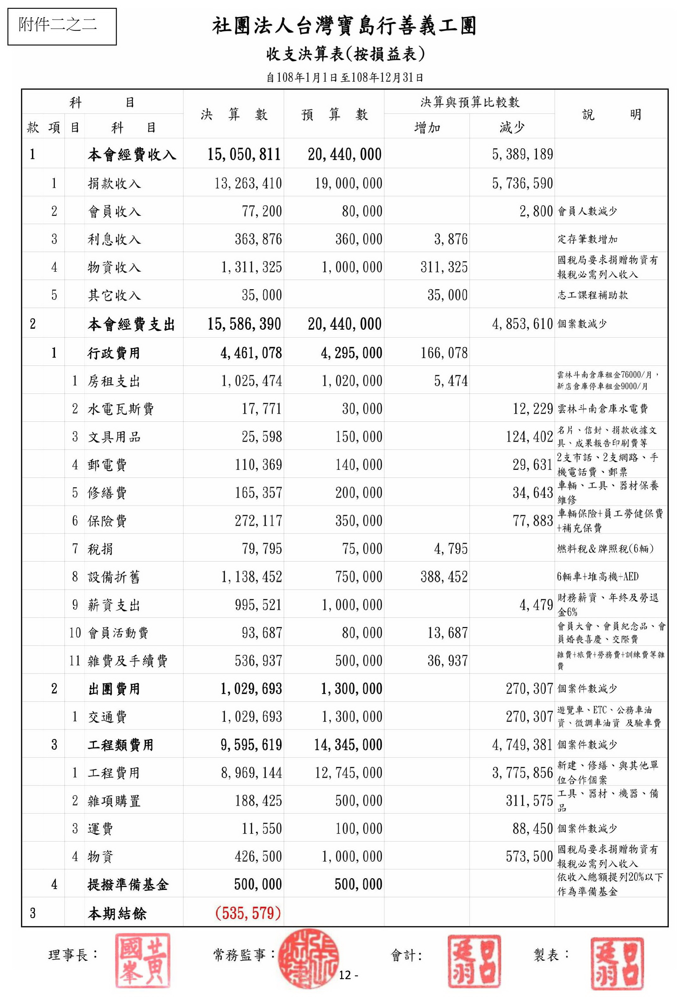 附件二之二
社團法人台灣寶島行善義工團
收支決算表(按損益表)
自108年1月1日至108年12月31日
科 目 決 算 數 預 算 數 決算與預算比較數 說 明
款 項 目 科 目 增加 減少
1 本會經費收入 15,050,811 20,440,000 5,389,189
1 捐款收入 13,263,410 19,000,000 5,736,590
2 會員收入 77,200 80,000 2,800 會員人數減少
3 利息收入 363,876 360,000 3,876 定存筆數增加
4 物資收入 1,311,325 1,000,000 311,325 國稅局要求捐贈物資有
報稅必需列入收入
5 其它收入 35,000 35,000 志工課程補助款
2 本會經費支出 15,586,390 20,440,000 4,853,610 個案數減少
1 行政費用 4,461,078 4,295,000 166,078
1 房租支出 1,025,474 1,020,000 5,474 雲林斗南倉庫租金76000/月，
新店倉庫停車租金9000/月
2 水電瓦斯費 17,771 30,000 12,229 雲林斗南倉庫水電費
3 文具用品 25,598 150,000 124,402 名片、信封、捐款收據文
具、成果報告印刷費等
4 郵電費 110,369 140,000 29,631 2支市話、2支網路、手
機電話費、郵票
5 修繕費 165,357 200,000 34,643 車輛、工具、器材保養
維修
6 保險費 272,117 350,000 77,883 車輛保險+員工勞健保費
+補充保費
7 稅捐 79,795 75,000 4,795 燃料稅&牌照稅(6輛)
8 設備折舊 1,138,452 750,000 388,452 6輛車+堆高機+AED
9 薪資支出 995,521 1,000,000 4,479 財務薪資、年終及勞退
金6%
10 會員活動費 93,687 80,000 13,687 會員大會、會員紀念品、會
員婚喪喜慶、交際費
11 雜費及手續費 536,937 500,000 36,937 雜費+旅費+勞務費+訓練費等雜
費
2 出團費用 1,029,693 1,300,000 270,307 個案件數減少
1 交通費 1,029,693 1,300,000 270,307 遊覽車、ETC、公務車油
資、徵調車油資 及驗車費
3 工程類費用 9,595,619 14,345,000 4,749,381 個案件數減少
1 工程費用 8,969,144 12,745,000 3,775,856 新建、修繕、與其他單
位合作個案
2 雜項購置 188,425 500,000 311,575 工具、器材、機器、備
品
3 運費 11,550 100,000 88,450 個案件數減少
4 物資 426,500 1,000,000 573,500 國稅局要求捐贈物資有
報稅必需列入收入
4 提撥準備基金 500,000 500,000 依收入總額提列20%以下
作為準備基金
3 本期結餘 (535,579)
理事長： 黃國峯 常務監事： 會計: 呂廷羽 製表： 呂廷羽
12 -